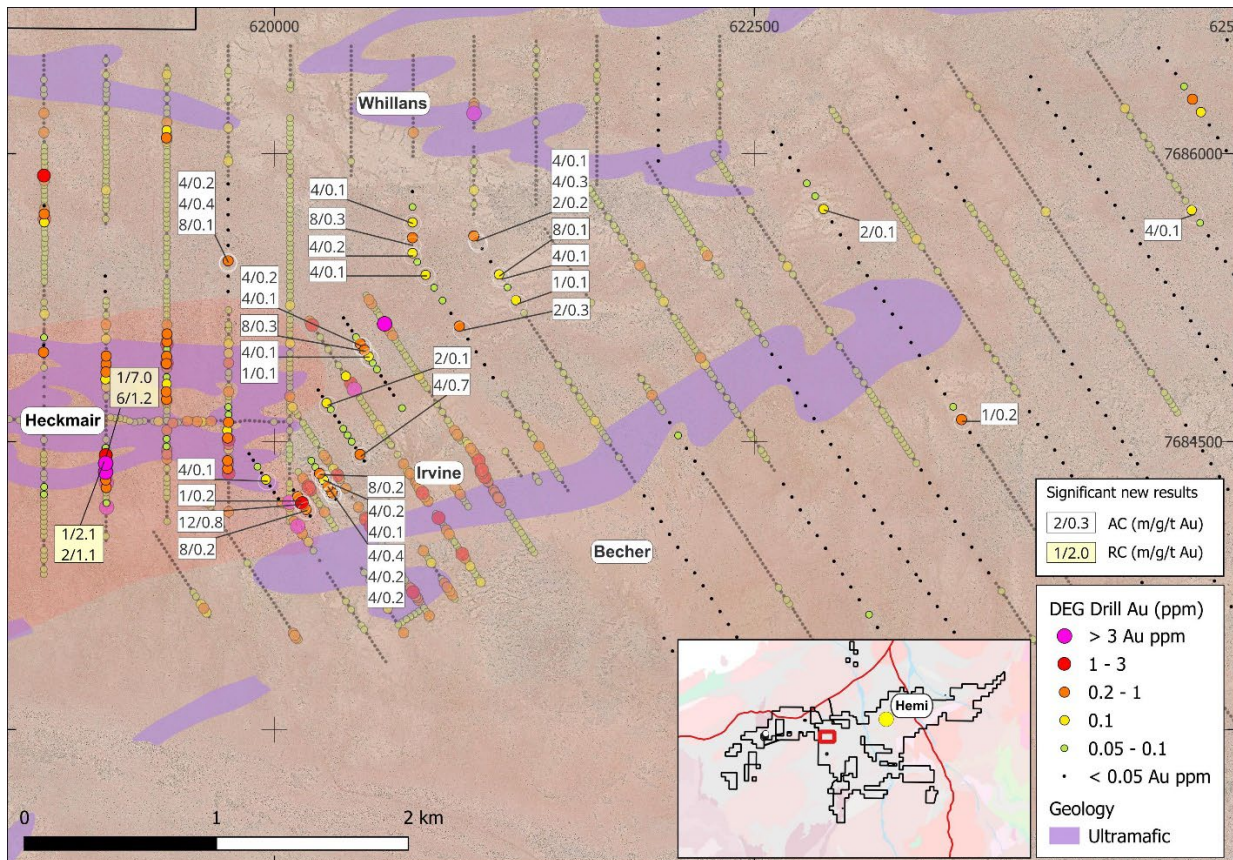 620000
622500
62
Whillans
7686000
4/0.2
4/0.4
8/0.1
4/0.1
8/0.3
4/0.2
4/0.1
4/0.1
4/0.3
2/0.2
8/0.1
4/0.1
1/0.1
2/0.3
2/0.1
4/0.1
4/0.2
4/0.1
8/0.3
4/0.1
1/0.1
2/0.1
4/0.7
1/7.0
6/1.2
Heckmair
1/0.2
7684500
4/0.1
1/0.2
12/0.8
8/0.2
Irvine
8/0.2
4/0.2
4/0.1
4/0.4
4/0.2
4/0.2
1/2.1
2/1.1
Becher
Significant new results
2/0.3 AC (m/g/t Au)
1/2.0 RC (m/g/t Au)
DEG Drill Au (ppm)
> 3 Au ppm
1 - 3
0.2 - 1
0.1
0.05 - 0.1
< 0.05 Au ppm
Geology
Ultramafic
Hemi
0 1 2 km